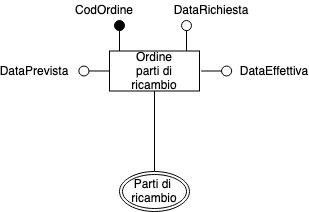 CodOrdine
DataRichiesta
DataPrevista
Ordine
parti di
ricambio
DataEffettiva
Parti di
ricambio